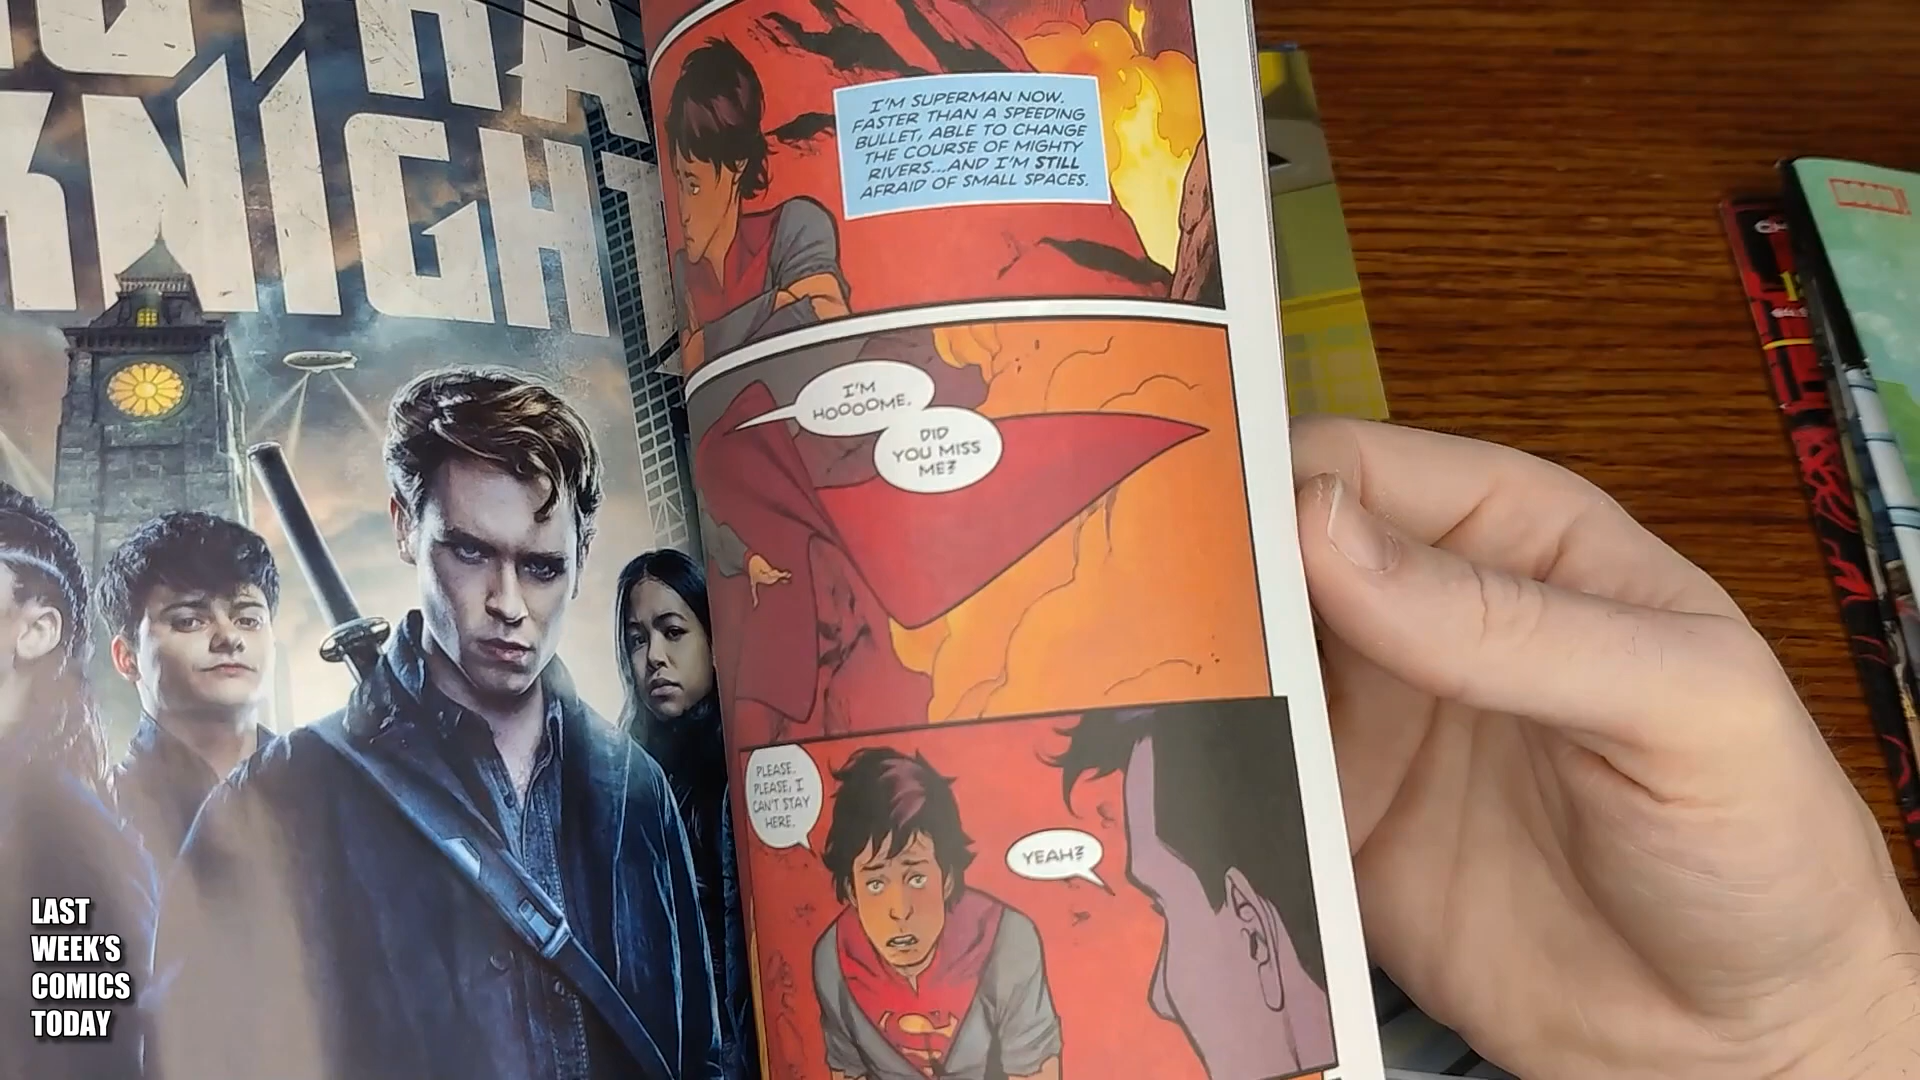 KNIGHT
I'M SUPERMAN NOW.
FASTER THAN A SPEEDING
BULLET, ABLE TO CHANGE
THE COURSE OF MIGHTY
RIVERS...AND I'M STILL
AFRAID OF SMALL SPACES.
I'M
HOOOOME.
DID
YOU MISS
ME?
PLEASE.
PLEASE, I
CAN'T STAY
HERE.
YEAH?
LAST
WEEK'S
COMICS
TODAY